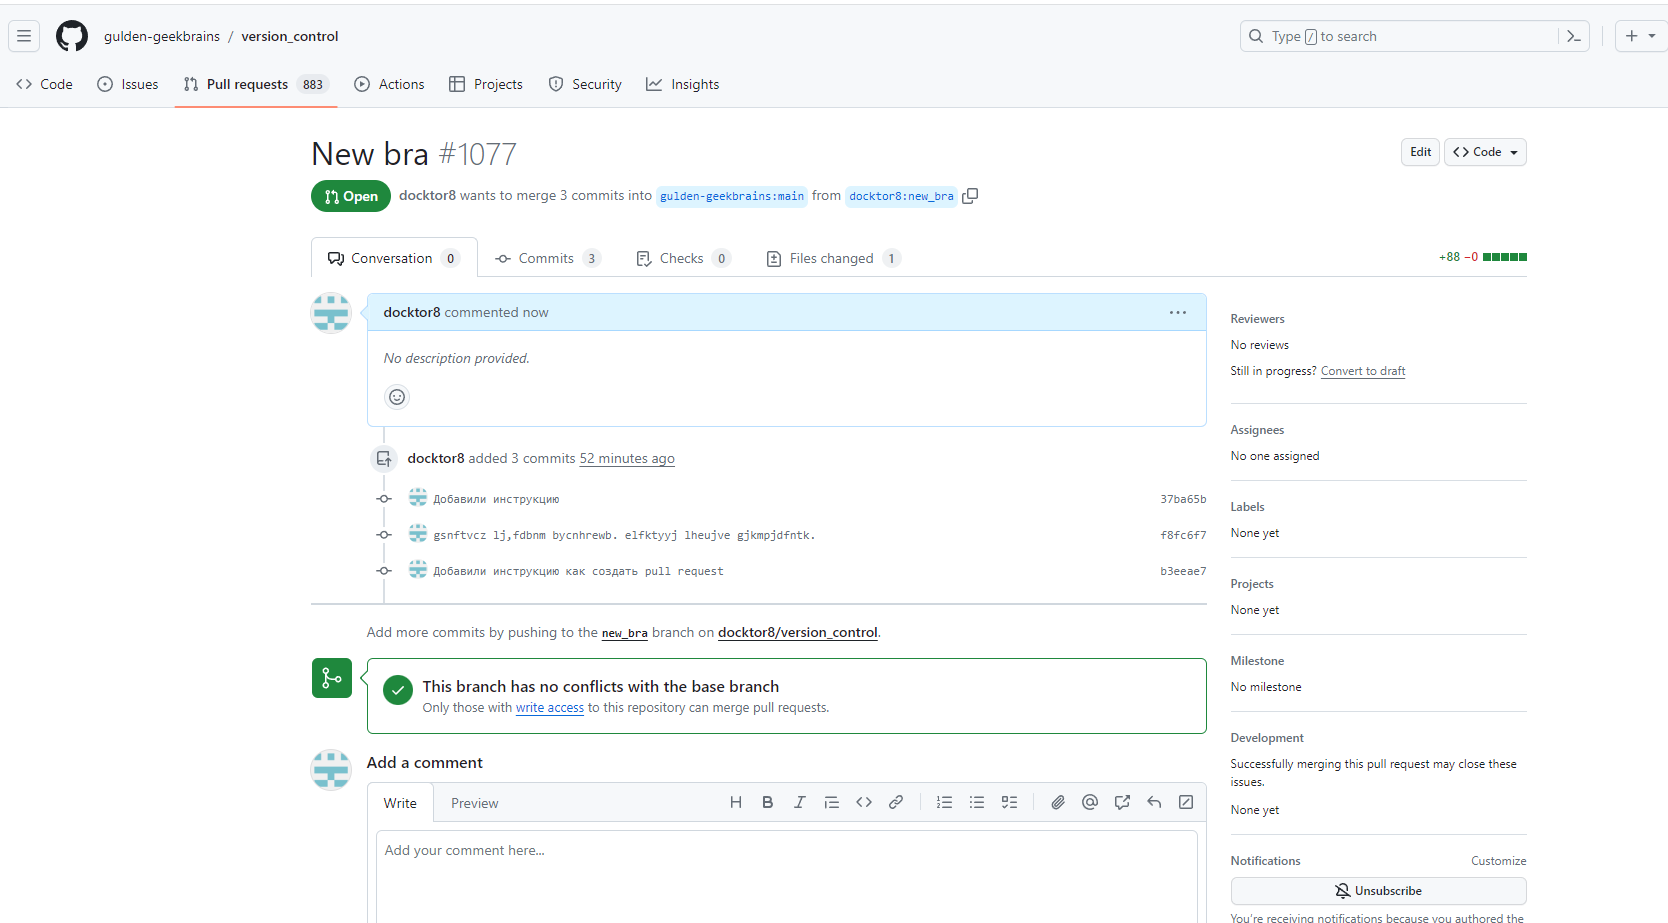 gulden-geekbrains / version_control
Type / to search
Code
Issues
Pull requests 883
Actions
Projects
Security
Insights
New bra #1077
Edit
Code
Open
docktor8 wants to merge 3 commits into gulden-geekbrains:main from docktor8:new_bra
Conversation 0
Commits 3
Checks 0
Files changed 1
+88 −0
docktor8 commented now
No description provided.
docktor8 added 3 commits 52 minutes ago
Добавили инструкцию 37ba65b
gsnftvcz lj,fdbnm bycnhrewb. elfktyyj lheujve gjkmpjdfntk. f8fc6f7
Добавили инструкцию как создать pull request b3eeae7
Add more commits by pushing to the new_bra branch on docktor8/version_control.
This branch has no conflicts with the base branch
Only those with write access to this repository can merge pull requests.
Add a comment
Write
Preview
Add your comment here...
Reviewers
No reviews
Still in progress? Convert to draft
Assignees
No one assigned
Labels
None yet
Projects
None yet
Milestone
No milestone
Development
Successfully merging this pull request may close these
issues.
None yet
Notifications
Customize
Unsubscribe
You're receiving notifications because you authored the